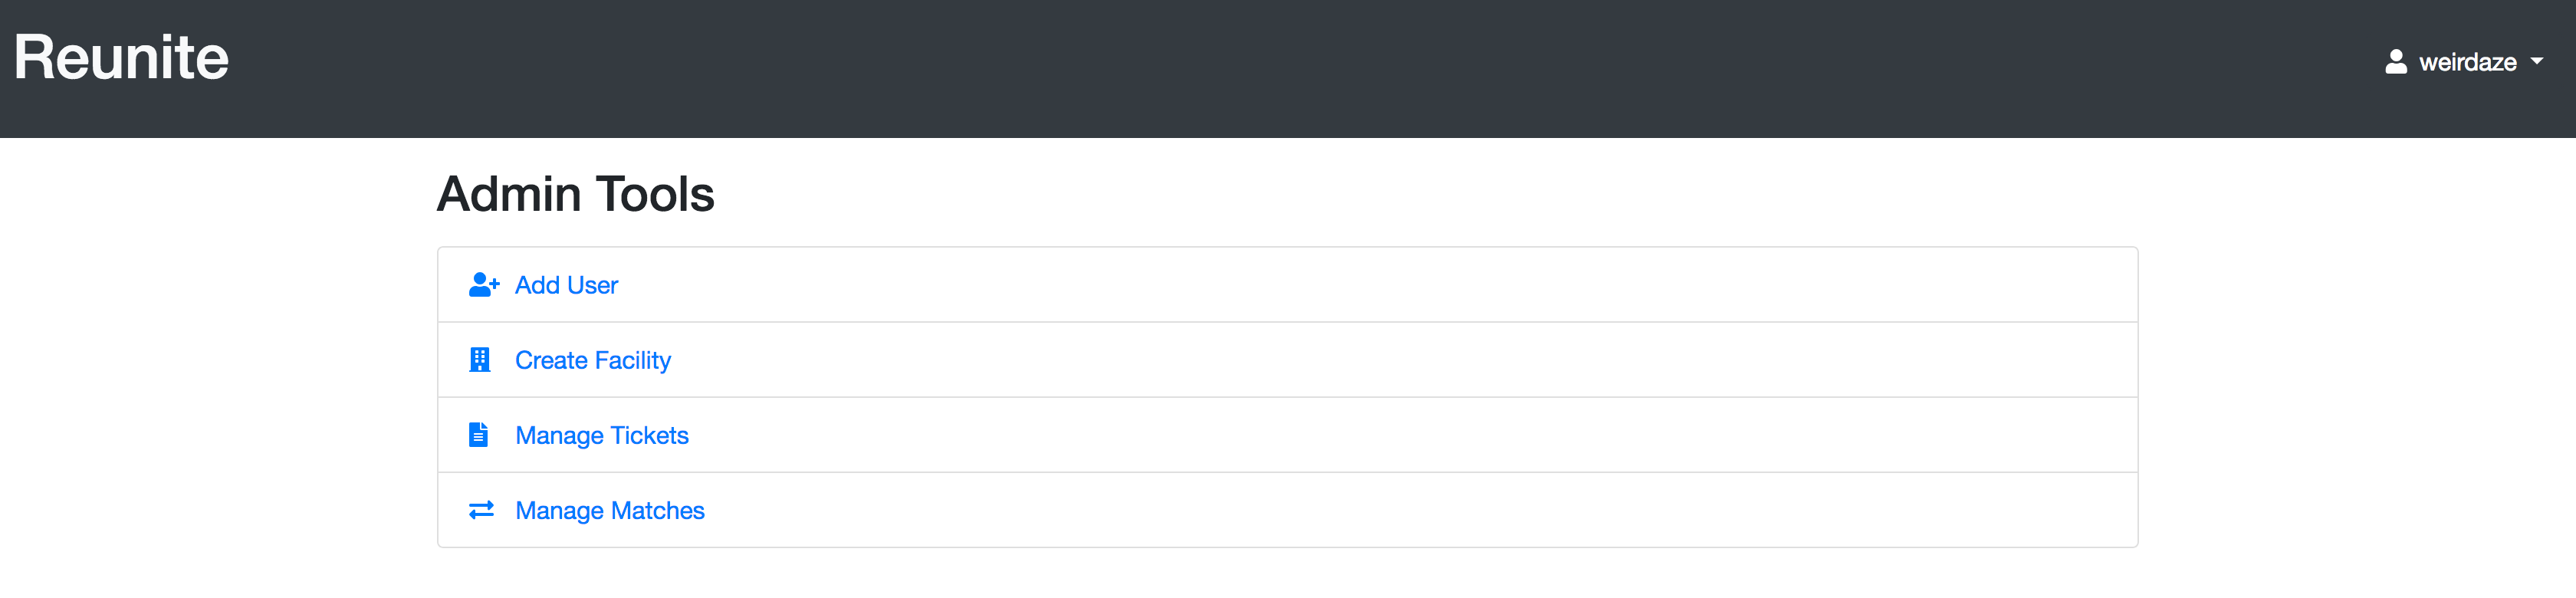 Reunite
weirdaze
Admin Tools
Add User
Create Facility
Manage Tickets
Manage Matches